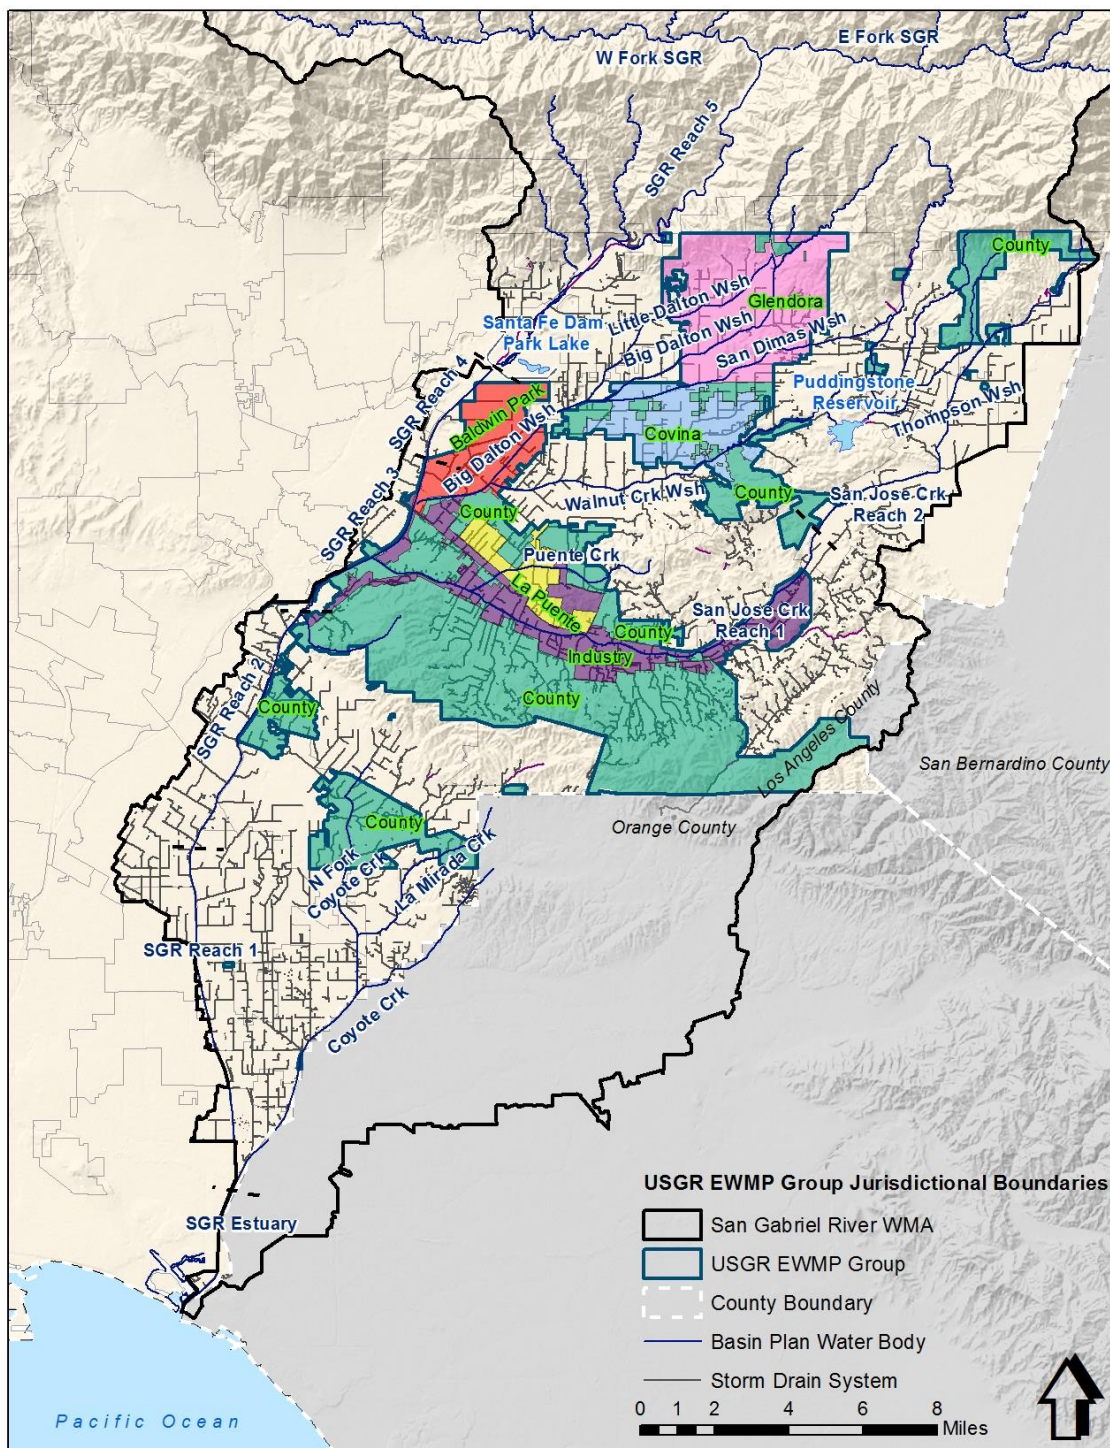 E Fork SGR
W Fork SGR
SGR Reach 5
County
Little Dalton Wsh
Glendora
Santa Fe Dam
Park Lake
Big Dalton Wsh
San Dimas Wsh
SGR Reach 4
Puddingstone
Reservoir
Thompson Wsh
Baldwin Park
Covina
Big Dalton Wsh
Walnut Crk Wsh
County
San Jose Crk
Reach 2
SGR Reach 3
County
Puente Crk
La Puente
San Jose Crk
Reach 1
County
Industry
County
SGR Reach 2
County
Los Angeles County
San Bernardino County
Orange County
County
N Fork
Coyote Crk
La Mirada Crk
SGR Reach 1
Coyote Crk
SGR Estuary
Pacific Ocean
USGR EWMP Group Jurisdictional Boundaries
San Gabriel River WMA
USGR EWMP Group
County Boundary
Basin Plan Water Body
Storm Drain System
0 1 2 4 6 8
Miles